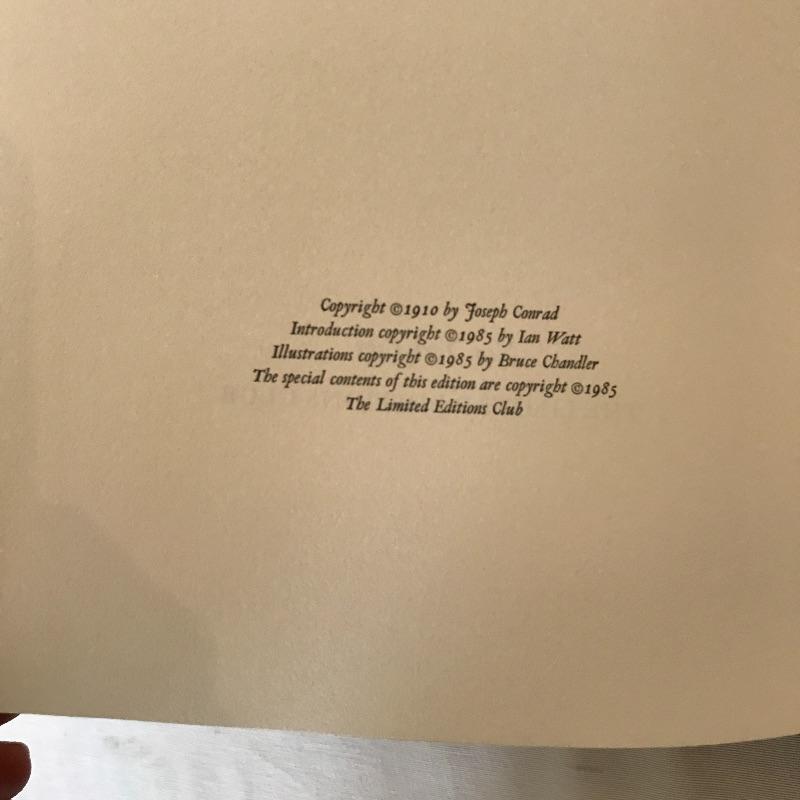 Copyright ©1910 by Joseph Conrad
Introduction copyright ©1985 by Ian Watt
Illustrations copyright ©1985 by Bruce Chandler
The special contents of this edition are copyright ©1985
The Limited Editions Club